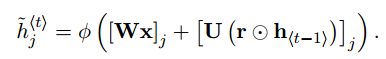 h̃_j^{⟨t⟩} = ϕ([Wx]_j + [U(r ⊙ h_{⟨t−1⟩})]_j).